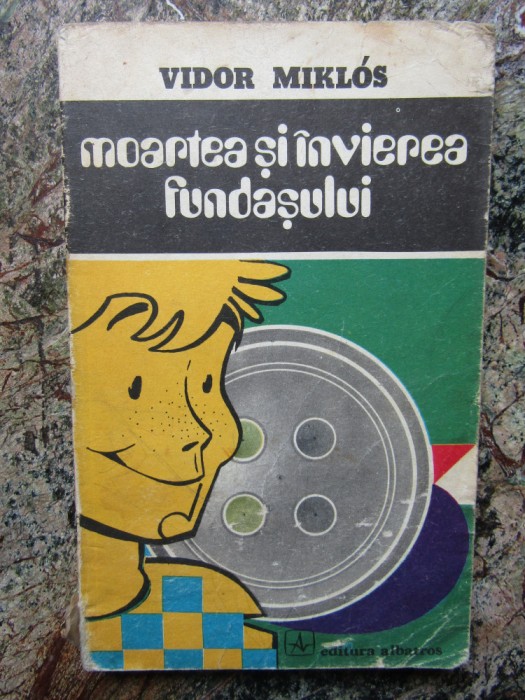 VIDOR MIKLÓS
moartea și învierea
fundașului
editura albatros